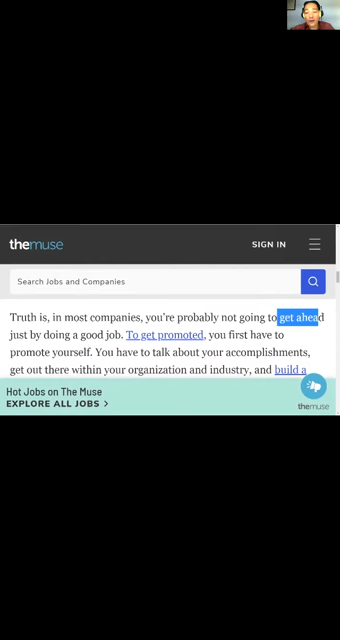 themuse
SIGN IN
Search Jobs and Companies
Truth is, in most companies, you're probably not going to get ahead
just by doing a good job. To get promoted, you first have to
promote yourself. You have to talk about your accomplishments,
get out there within your organization and industry, and build a
Hot Jobs on The Muse
EXPLORE ALL JOBS >
themuse